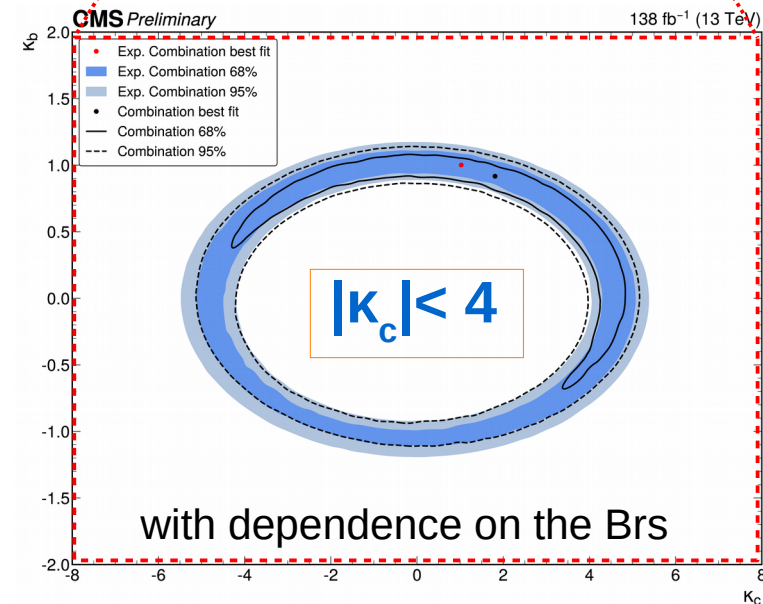 CMS Preliminary 138 fb⁻¹ (13 TeV)
κb
2.0
Exp. Combination best fit
Exp. Combination 68%
Exp. Combination 95%
Combination best fit
Combination 68%
Combination 95%
1.5
1.0
0.5
0.0
-0.5
-1.0
-1.5
-2.0
|κc|< 4
with dependence on the Brs
-8 -6 -4 -2 0 2 4 6 8
κc